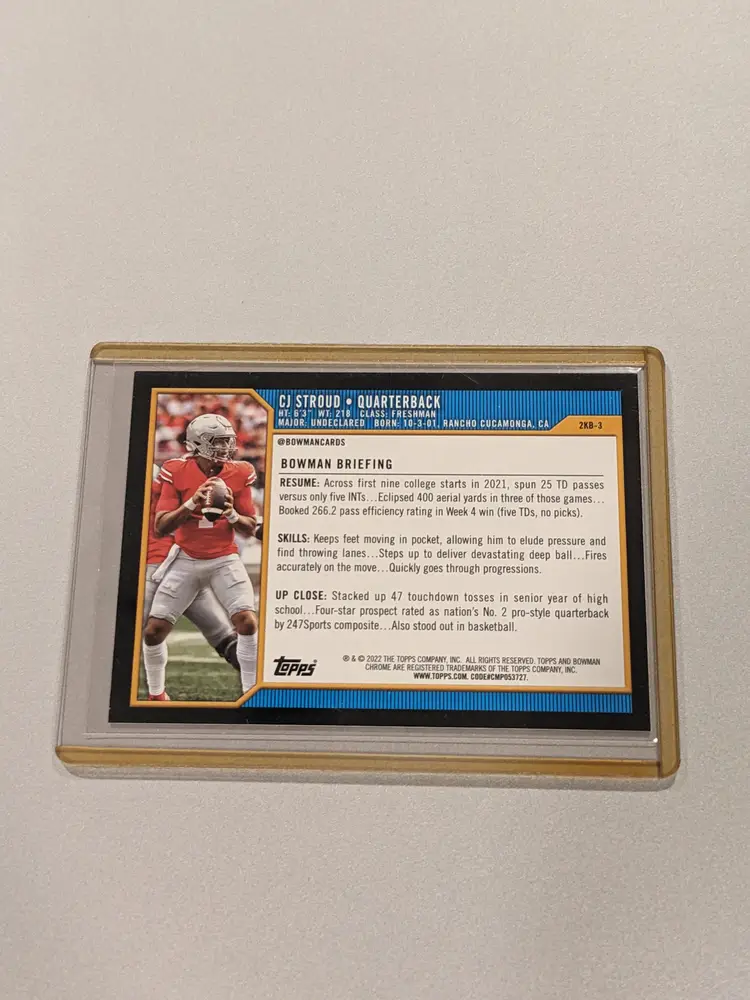 CJ STROUD • QUARTERBACK
HT: 6'3" WT: 218 CLASS: FRESHMAN
MAJOR: UNDECLARED BORN: 10-3-01, RANCHO CUCAMONGA, CA
2KB-3
@BOWMANCARDS
BOWMAN BRIEFING
RESUME: Across first nine college starts in 2021, spun 25 TD passes
versus only five INTs...Eclipsed 400 aerial yards in three of those games...
Booked 266.2 pass efficiency rating in Week 4 win (five TDs, no picks).
SKILLS: Keeps feet moving in pocket, allowing him to elude pressure and
find throwing lanes...Steps up to deliver devastating deep ball...Fires
accurately on the move...Quickly goes through progressions.
UP CLOSE: Stacked up 47 touchdown tosses in senior year of high
school...Four-star prospect rated as nation's No. 2 pro-style quarterback
by 247Sports composite...Also stood out in basketball.
topps®
® & © 2022 THE TOPPS COMPANY, INC. ALL RIGHTS RESERVED. TOPPS AND BOWMAN
CHROME ARE REGISTERED TRADEMARKS OF THE TOPPS COMPANY, INC.
WWW.TOPPS.COM. CODE#CMP053727.